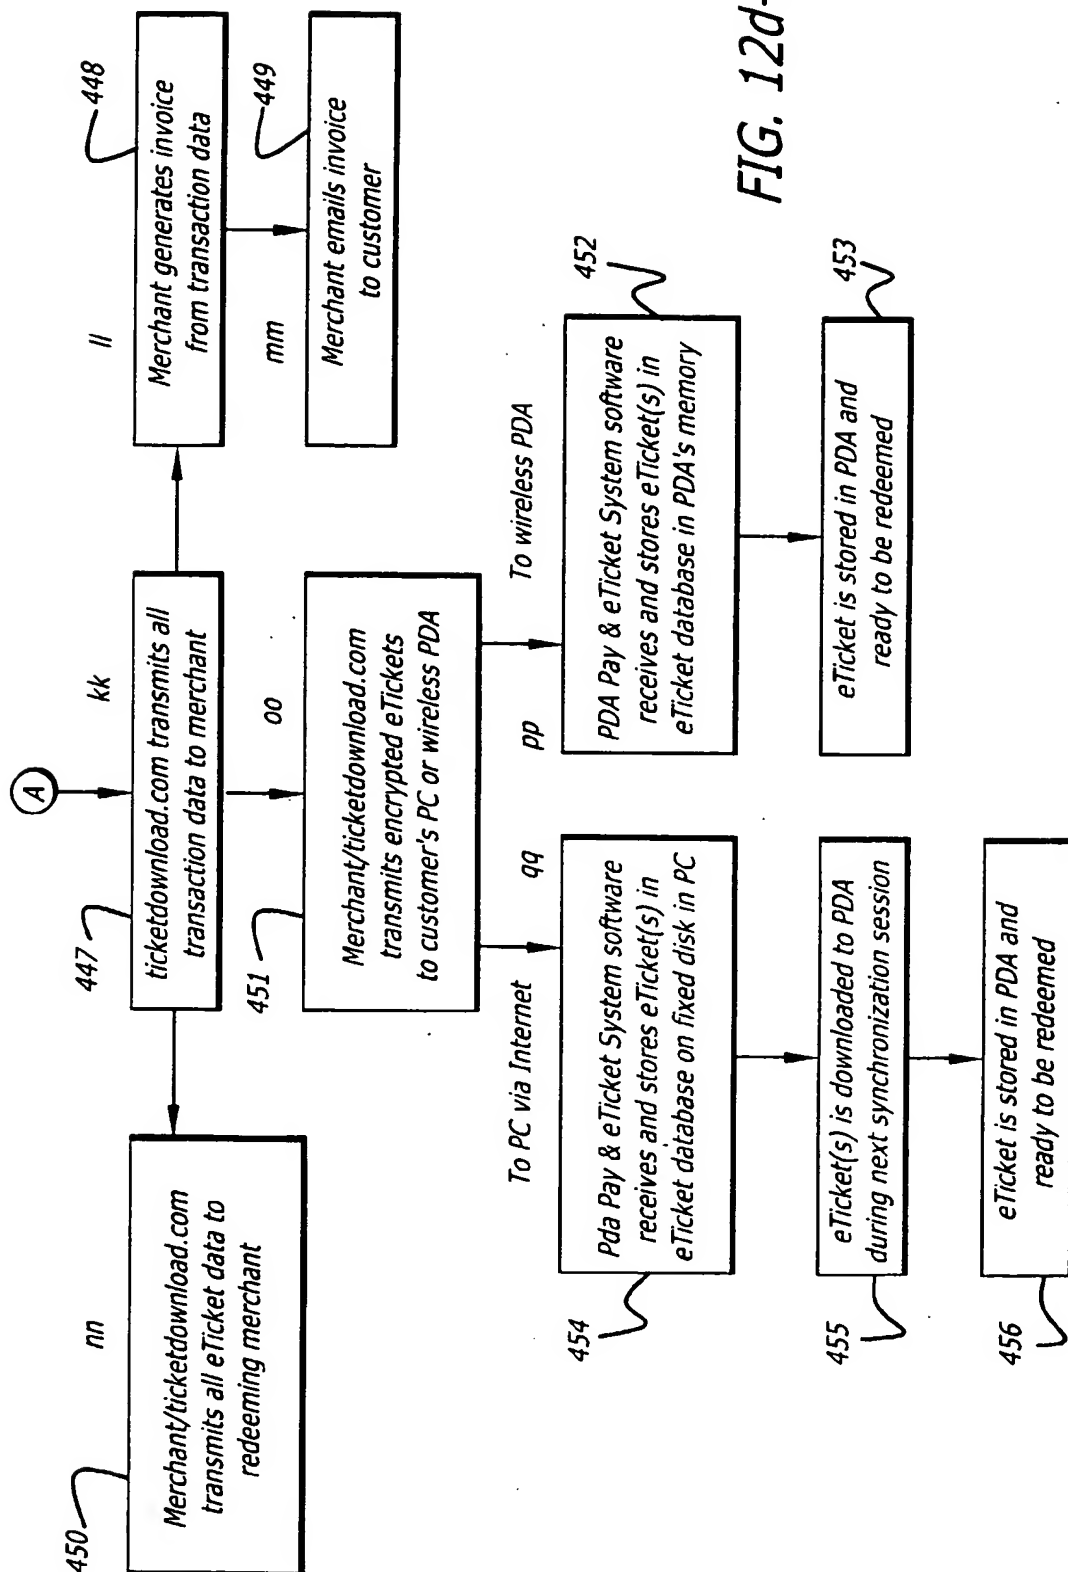 A
kk
447
ticketdownload.com transmits all
transaction data to merchant
ll
448
Merchant generates invoice
from transaction data
mm
449
Merchant emails invoice
to customer
nn
450
Merchant/ticketdownload.com
transmits all eTicket data to
redeeming merchant
oo
451
Merchant/ticketdownload.com
transmits encrypted eTickets
to customer's PC or wireless PDA
To wireless PDA
pp
452
PDA Pay & eTicket System software
receives and stores eTicket(s) in
eTicket database in PDA's memory
453
eTicket is stored in PDA and
ready to be redeemed
To PC via Internet
qq
454
Pda Pay & eTicket System software
receives and stores eTicket(s) in
eTicket database on fixed disk in PC
455
eTicket(s) is downloaded to PDA
during next synchronization session
456
eTicket is stored in PDA and
ready to be redeemed
FIG. 12d-